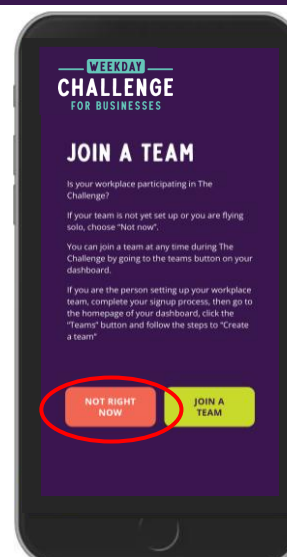 WEEKDAY
CHALLENGE
FOR BUSINESSES
JOIN A TEAM
Is your workplace participating in The
Challenge?
If your team is not yet set up or you are flying
solo, choose "Not now".
You can join a team at any time during The
Challenge by going to the teams button on your
dashboard.
If you are the person setting up your workplace
team, complete your signup process, then go to
the homepage of your dashboard, click the
"Teams" button and follow the steps to "Create
a team"
NOT RIGHT
NOW
JOIN A
TEAM